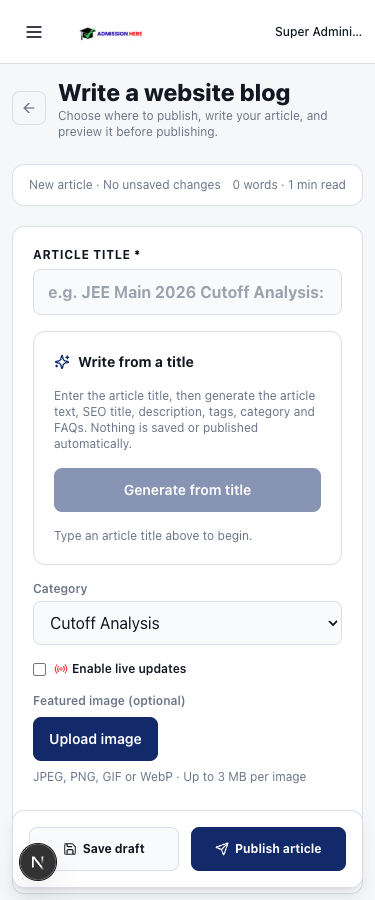 ADMISSION HERE
Super Admini...
Write a website blog
Choose where to publish, write your article, and
preview it before publishing.
New article · No unsaved changes 0 words · 1 min read
ARTICLE TITLE *
e.g. JEE Main 2026 Cutoff Analysis:
Write from a title
Enter the article title, then generate the article
text, SEO title, description, tags, category and
FAQs. Nothing is saved or published
automatically.
Generate from title
Type an article title above to begin.
Category
Cutoff Analysis
Enable live updates
Featured image (optional)
Upload image
JPEG, PNG, GIF or WebP · Up to 3 MB per image
N
Save draft
Publish article